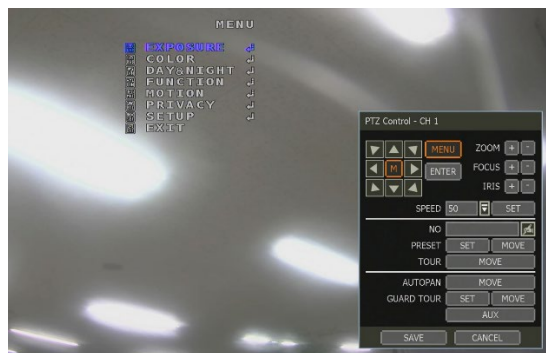 MENU
EXPOSURE
COLOR
DAY&NIGHT
FUNCTION
MOTION
PRIVACY
SETUP
EXIT
PTZ Control - CH 1
MENU ZOOM + -
M ENTER FOCUS + -
IRIS + -
SPEED 50 SET
NO
PRESET SET MOVE
TOUR MOVE
AUTOPAN MOVE
GUARD TOUR SET MOVE
AUX
SAVE CANCEL